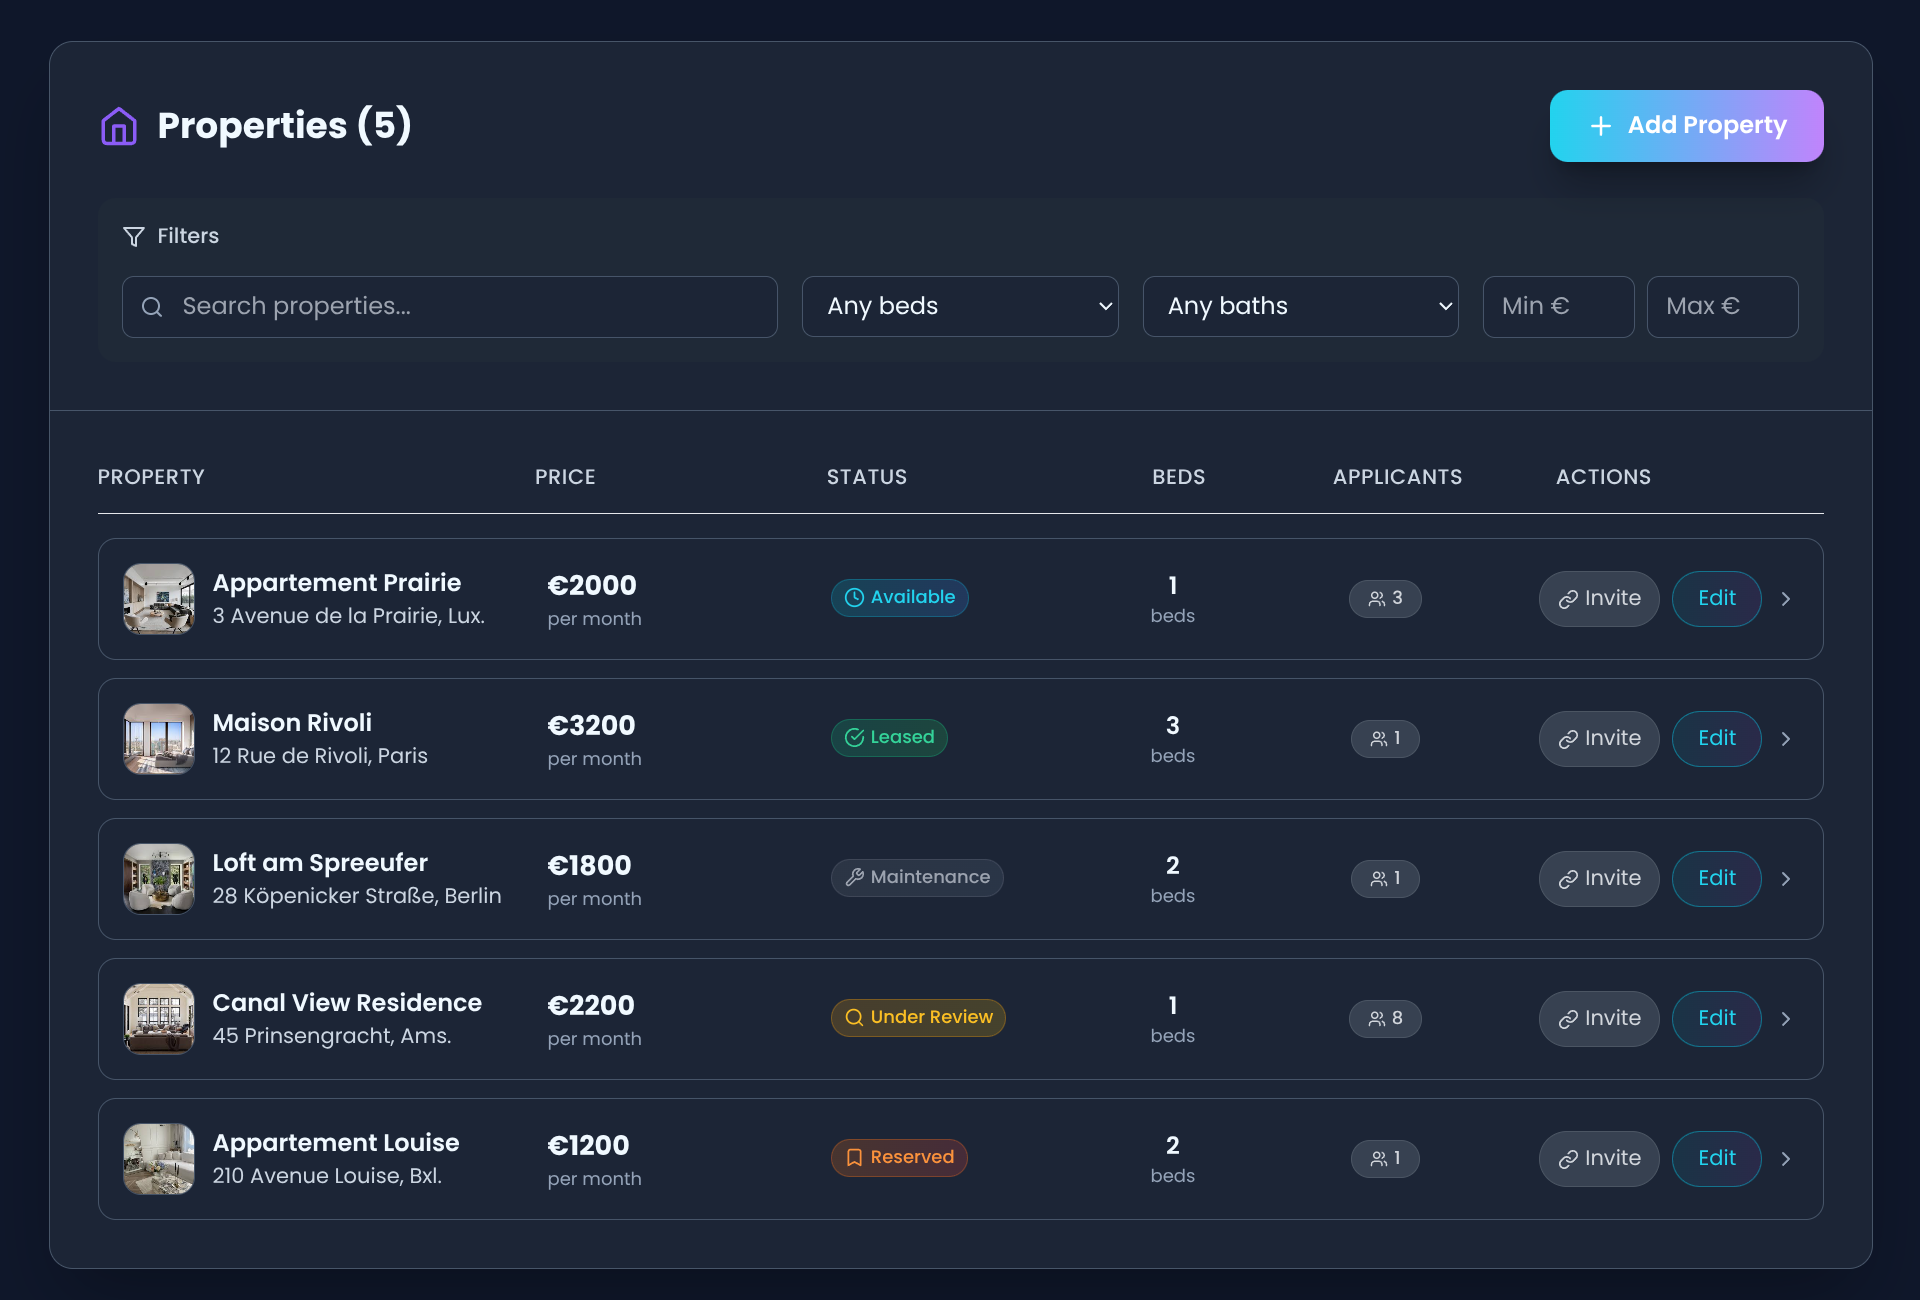 Properties (5)
Add Property
Filters
Search properties...
Any beds
Any baths
Min €
Max €
PROPERTY PRICE STATUS BEDS APPLICANTS ACTIONS
Appartement Prairie
3 Avenue de la Prairie, Lux.
€2000
per month
Available
1
beds
3
Invite
Edit
Maison Rivoli
12 Rue de Rivoli, Paris
€3200
per month
Leased
3
beds
1
Invite
Edit
Loft am Spreeufer
28 Köpenicker Straße, Berlin
€1800
per month
Maintenance
2
beds
1
Invite
Edit
Canal View Residence
45 Prinsengracht, Ams.
€2200
per month
Under Review
1
beds
8
Invite
Edit
Appartement Louise
210 Avenue Louise, Bxl.
€1200
per month
Reserved
2
beds
1
Invite
Edit